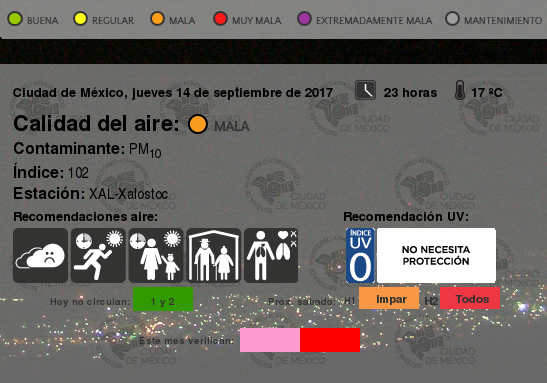 BUENA REGULAR MALA MUY MALA EXTREMADAMENTE MALA MANTENIMIENTO
Ciudad de México, jueves 14 de septiembre de 2017 23 horas 17 ºC
Calidad del aire: MALA
Contaminante: PM10
Índice: 102
Estación: XAL-Xalostoc
Recomendaciones aire: Recomendación UV:
ÍNDICE
UV
0
NO NECESITA
PROTECCIÓN
Hoy no circulan: 1 y 2 Próx. sábado: H1 Impar H2 Todos
Este mes verifican:
CIUDAD
DE MÉXICO